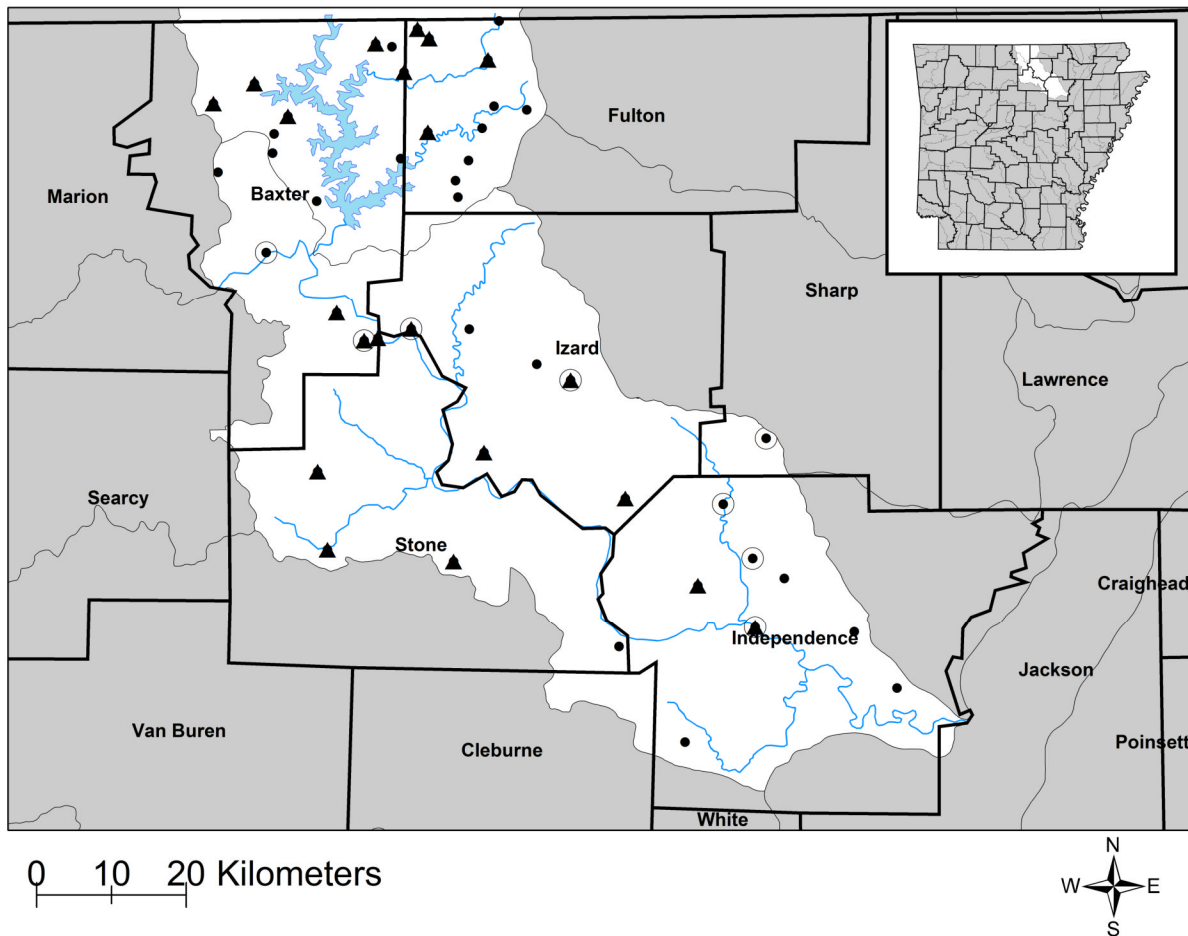 Fulton
Marion
Baxter
Sharp
Izard
Lawrence
Searcy
Stone
Craighead
Independence
Jackson
Van Buren
Cleburne
Poinsett
White
0 10 20 Kilometers
N
W E
S